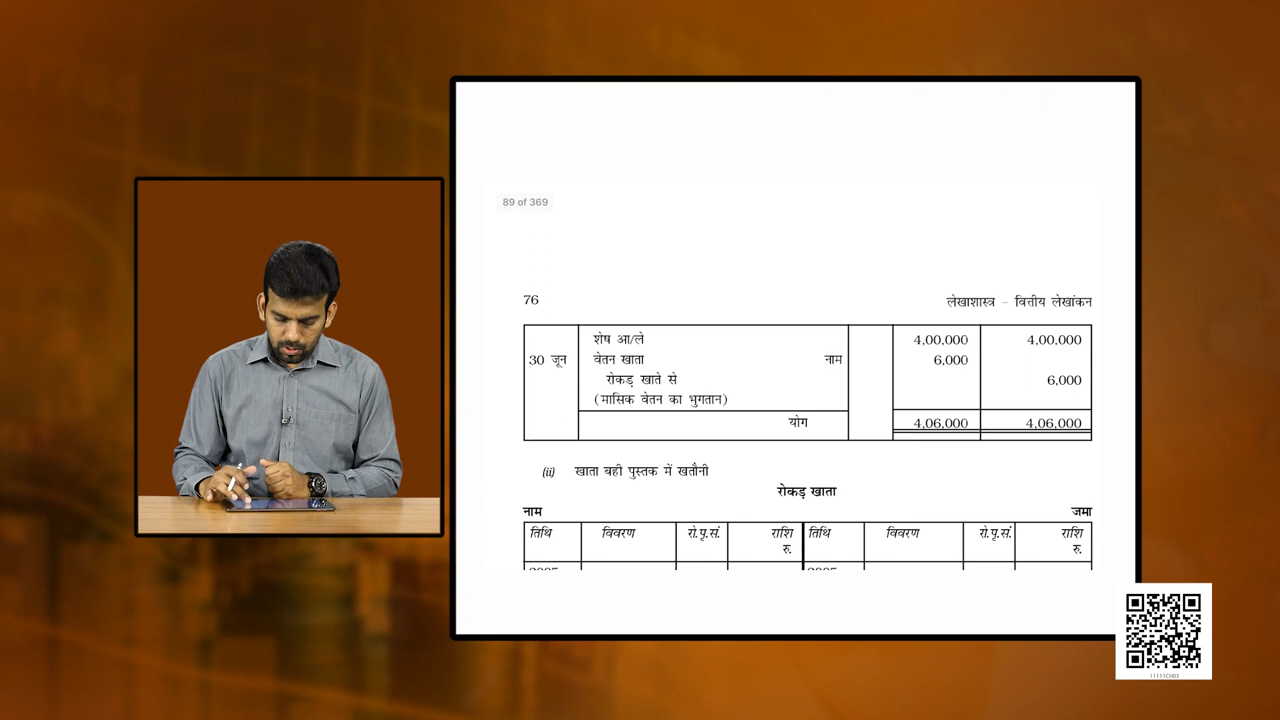 89 of 369
76 लेखाशास्त्र – वित्तीय लेखांकन
शेष आ/ले 4,00,000 4,00,000
30 जून वेतन खाता नाम 6,000
रोकड़ खाते से 6,000
(मासिक वेतन का भुगतान)
योग 4,06,000 4,06,000
(ii) खाता बही पुस्तक में खतौनी
रोकड़ खाता
नाम जमा
तिथि विवरण रो.पृ.सं. राशि तिथि विवरण रो.पृ.सं. राशि
रु. रु.
11111CH03